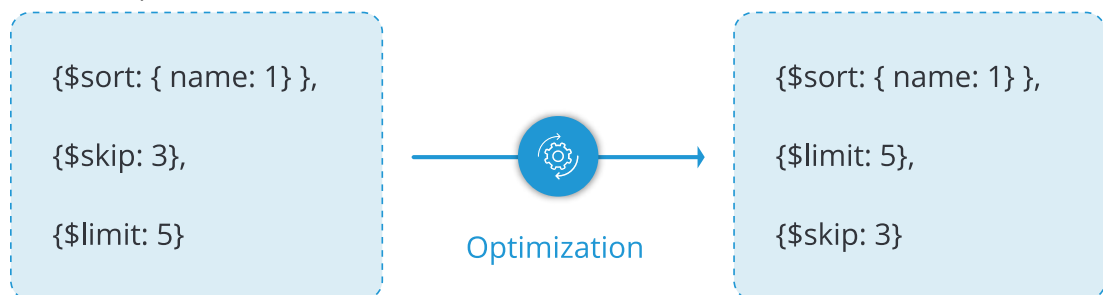 {$sort: { name: 1} },
{$skip: 3},
{$limit: 5}
Optimization
{$sort: { name: 1} },
{$limit: 5},
{$skip: 3}